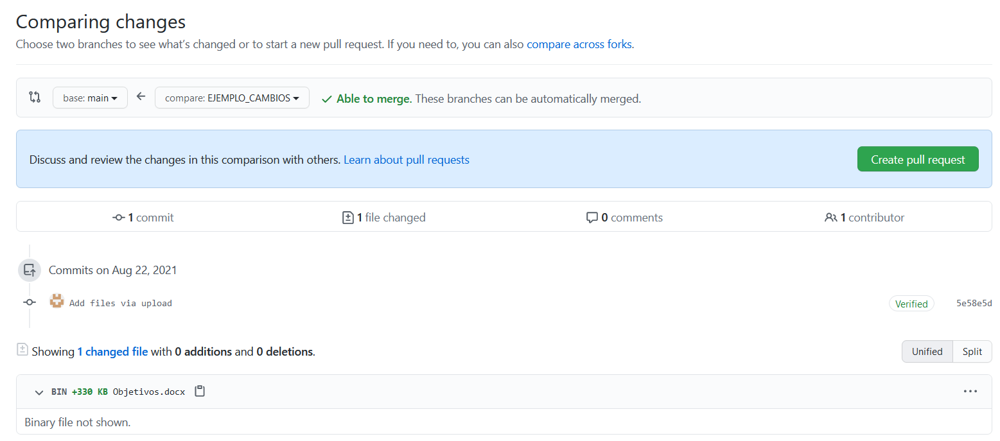 Comparing changes
Choose two branches to see what's changed or to start a new pull request. If you need to, you can also compare across forks.
base: main compare: EJEMPLO_CAMBIOS Able to merge. These branches can be automatically merged.
Discuss and review the changes in this comparison with others. Learn about pull requests Create pull request
1 commit 1 file changed 0 comments 1 contributor
Commits on Aug 22, 2021
Add files via upload Verified 5e58e5d
Showing 1 changed file with 0 additions and 0 deletions. Unified Split
BIN +330 KB Objetivos.docx
Binary file not shown.